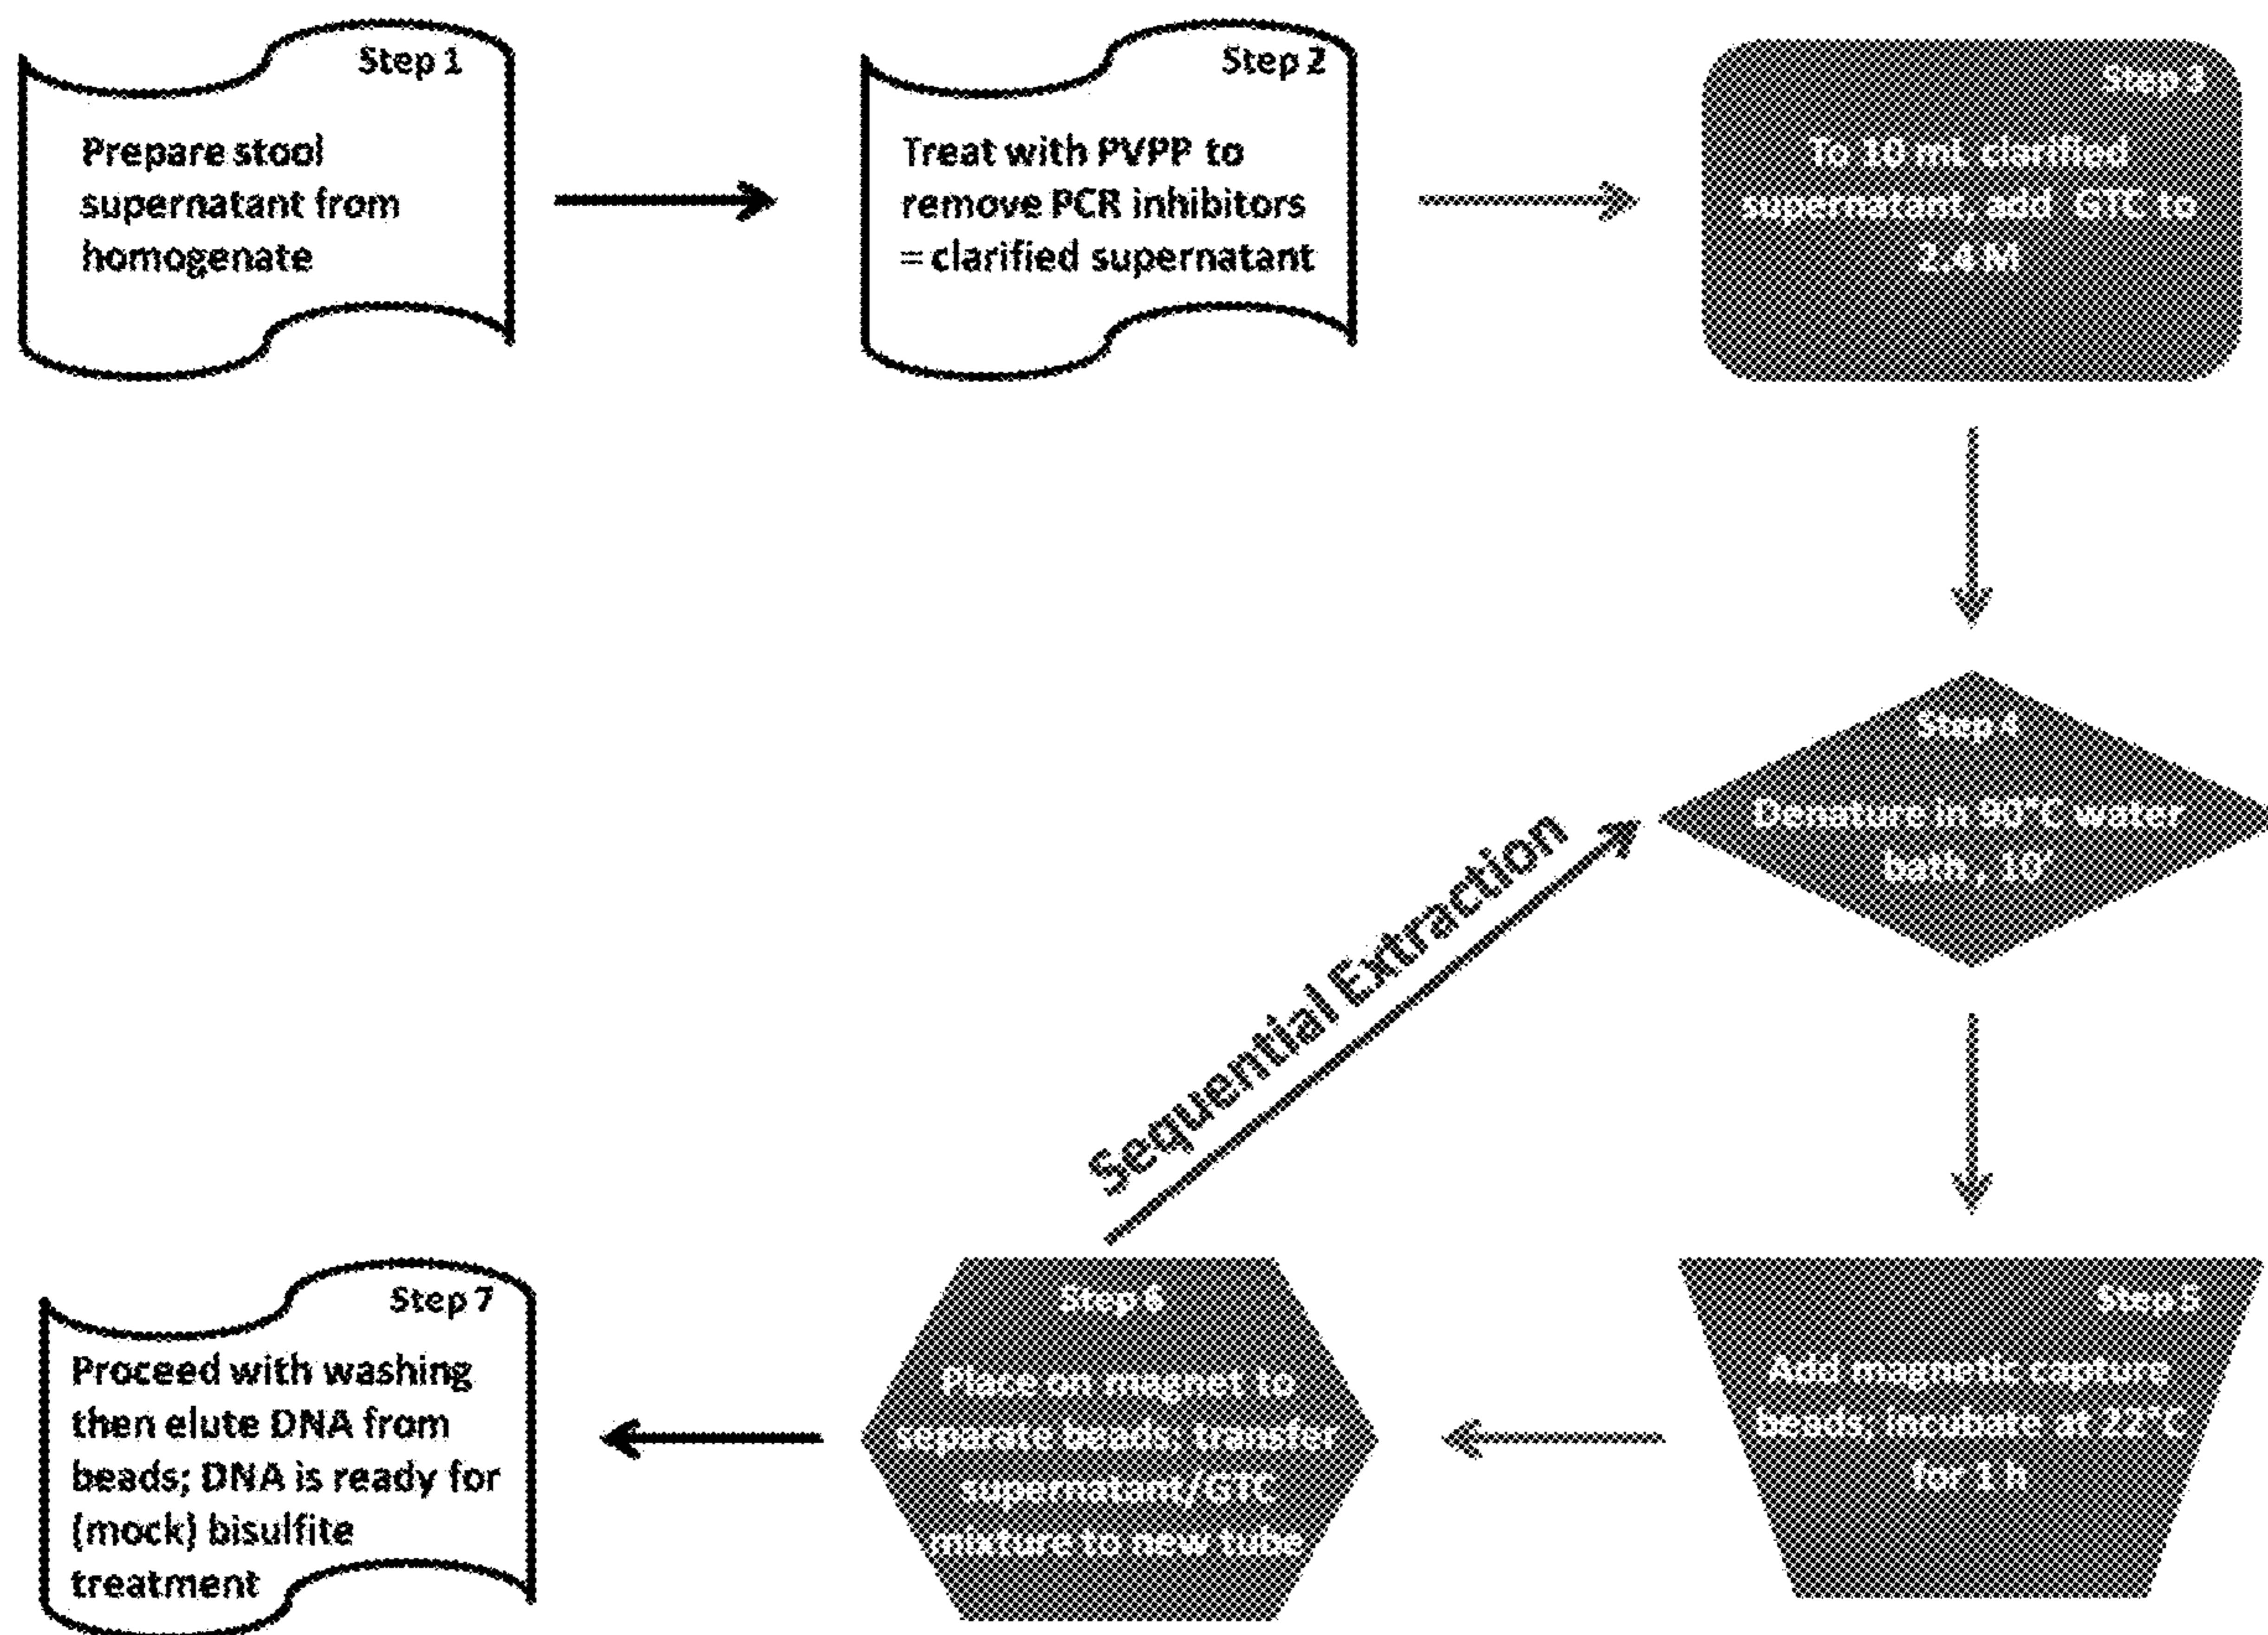 Step 1
Prepare stool
supernatant from
homogenate
Step 2
Treat with PVPP to
remove PCR inhibitors
= clarified supernatant
Step 3
To 10 mL clarified
supernatant, add GTC to
2.4 M
Step 4
Denature in 90°C water
bath , 10'
Step 5
Add magnetic capture
beads; incubate at 22°C
for 1 h
Step 6
Place on magnet to
separate beads; transfer
supernatant/GTC
mixture to new tube
Sequential Extraction
Step 7
Proceed with washing
then elute DNA from
beads; DNA is ready for
(mock) bisulfite
treatment